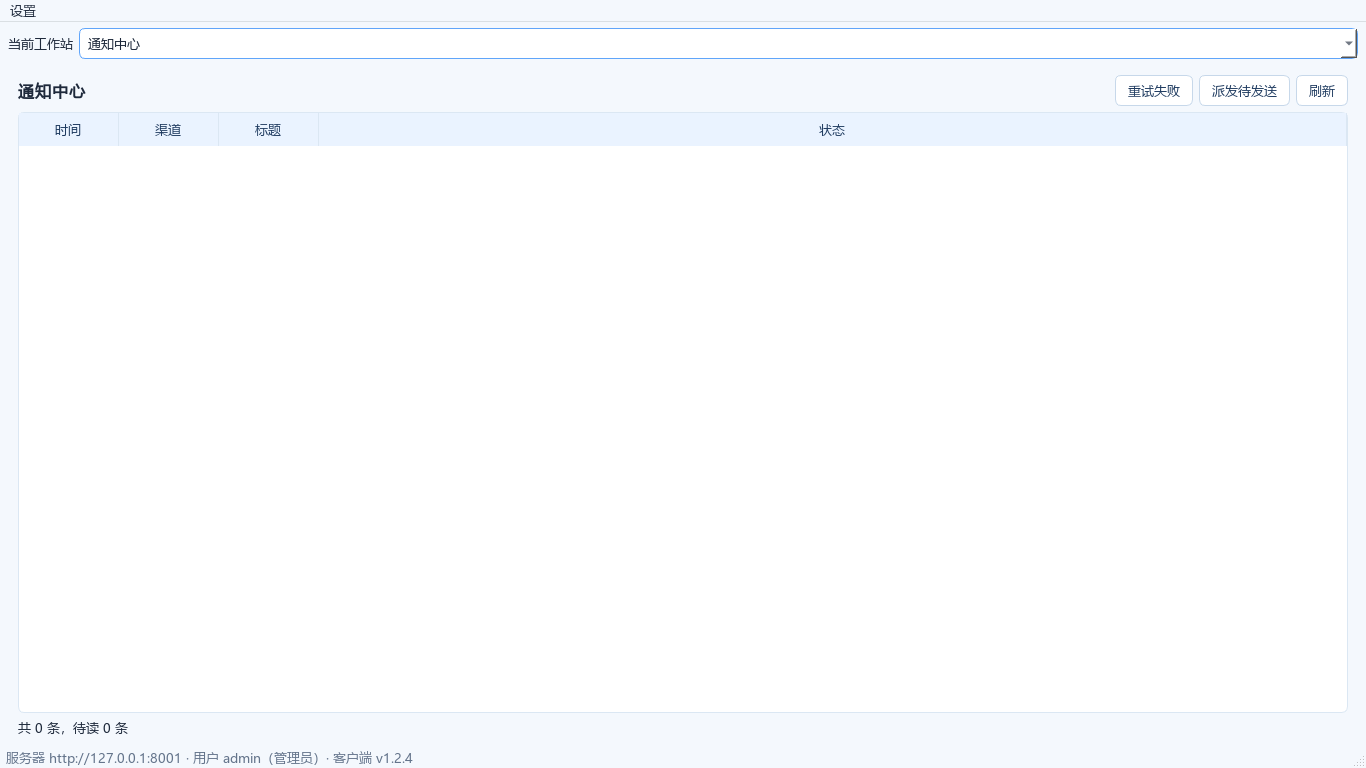 设置
当前工作站 通知中心
通知中心 重试失败 派发待发送 刷新
时间 渠道 标题 状态
共 0 条，待读 0 条
服务器 http://127.0.0.1:8001 · 用户 admin（管理员）· 客户端 v1.2.4